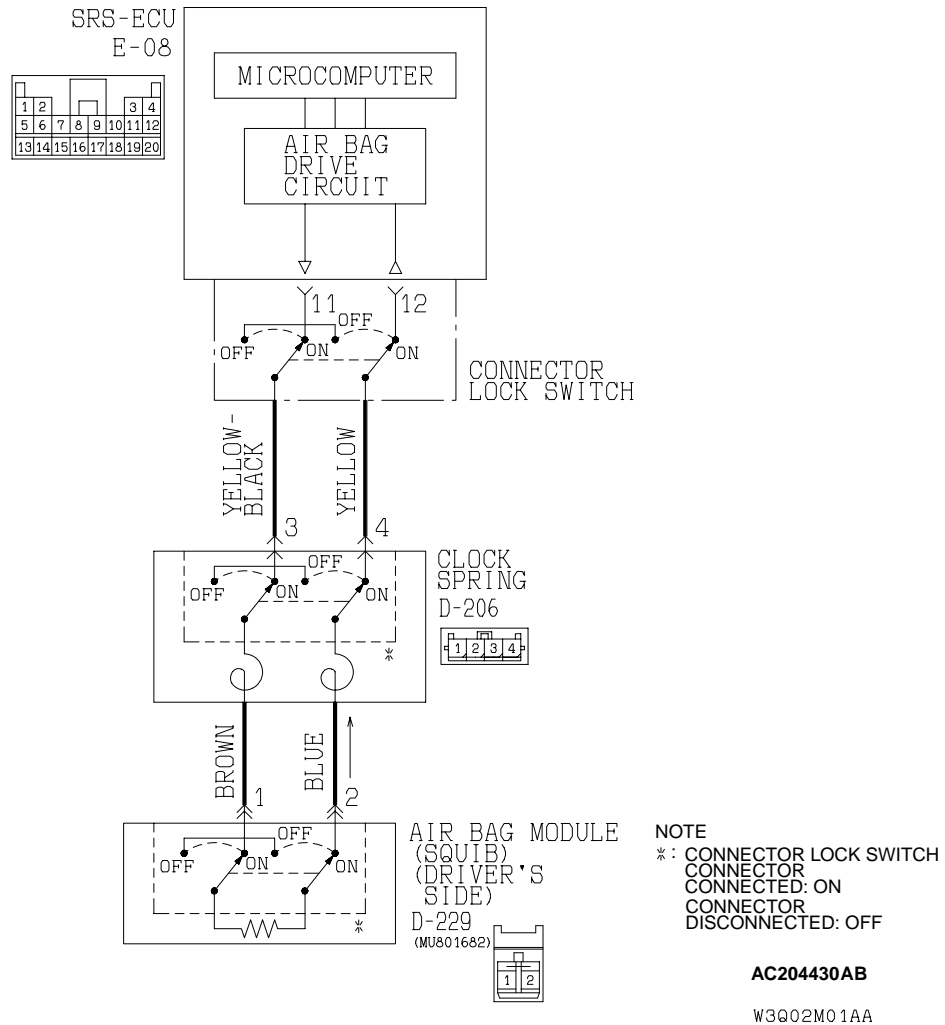 SRS-ECU
E-08
1 2 3 4
5 6 7 8 9 10 11 12
13 14 15 16 17 18 19 20
MICROCOMPUTER
AIR BAG
DRIVE
CIRCUIT
11 12
OFF
OFF ON ON
CONNECTOR
LOCK SWITCH
YELLOW-
BLACK
YELLOW
3 4
OFF
OFF ON ON
CLOCK
SPRING
D-206
1 2 3 4
※
BROWN
BLUE
1 2
OFF
OFF ON ON
※
AIR BAG MODULE
(SQUIB)
(DRIVER'S
SIDE)
D-229
(MU801682)
1 2
NOTE
※: CONNECTOR LOCK SWITCH
CONNECTOR
CONNECTED: ON
CONNECTOR
DISCONNECTED: OFF
AC204430AB
W3Q02M01AA